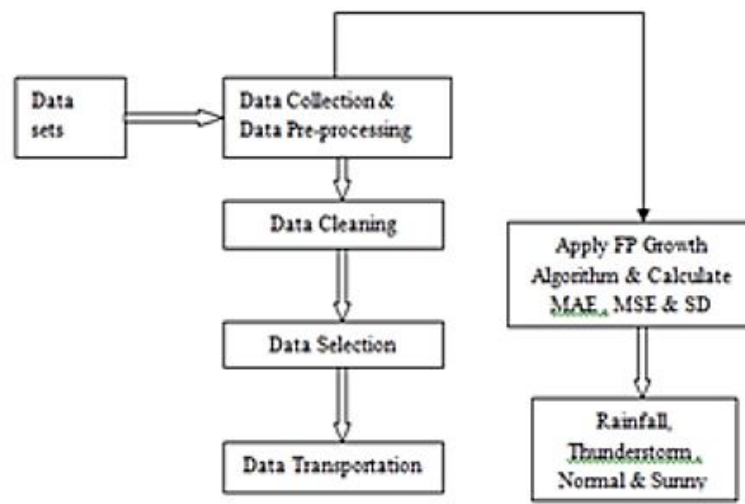 Data
sets
Data Collection &
Data Pre-processing
Data Cleaning
Data Selection
Data Transportation
Apply FP Growth
Algorithm & Calculate
MAE , MSE & SD
Rainfall,
Thunderstorm ,
Normal & Sunny